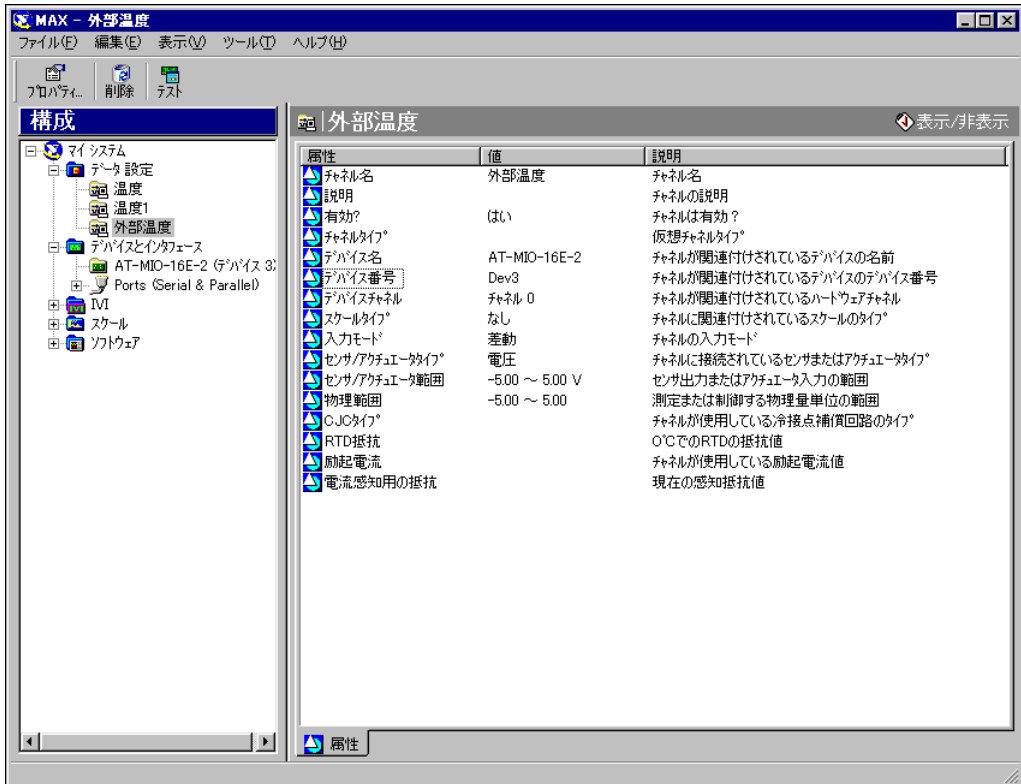 MAX - 外部温度
ファイル(F) 編集(E) 表示(V) ツール(T) ヘルプ(H)
プロパティ... 削除 テスト
構成
マイ システム
データ 設定
温度
温度1
外部温度
デバイスとインタフェース
AT-MIO-16E-2 (デバイス 3)
Ports (Serial & Parallel)
IVI
スケール
ソフトウェア
外部温度 表示/非表示
属性 値 説明
チャネル名 外部温度 チャネル名
説明 チャネルの説明
有効? はい チャネルは有効?
チャネルタイプ 仮想チャネルタイプ
デバイス名 AT-MIO-16E-2 チャネルが関連付けされているデバイスの名前
デバイス番号 Dev3 チャネルが関連付けされているデバイスのデバイス番号
デバイスチャネル チャネル 0 チャネルが関連付けされているハードウェアチャネル
スケールタイプ なし チャネルに関連付けされているスケールのタイプ
入力モード 差動 チャネルの入力モード
センサ/アクチュエータタイプ 電圧 チャネルに接続されているセンサまたはアクチュエータタイプ
センサ/アクチュエータ範囲 -5.00 ~ 5.00 V センサ出力またはアクチュエータ入力の範囲
物理範囲 -5.00 ~ 5.00 測定または制御する物理量単位の範囲
CJCタイプ チャネルが使用している冷接点補償回路のタイプ
RTD抵抗 0℃でのRTDの抵抗値
励起電流 チャネルが使用している励起電流値
電流感知用の抵抗 現在の感知抵抗値
属性